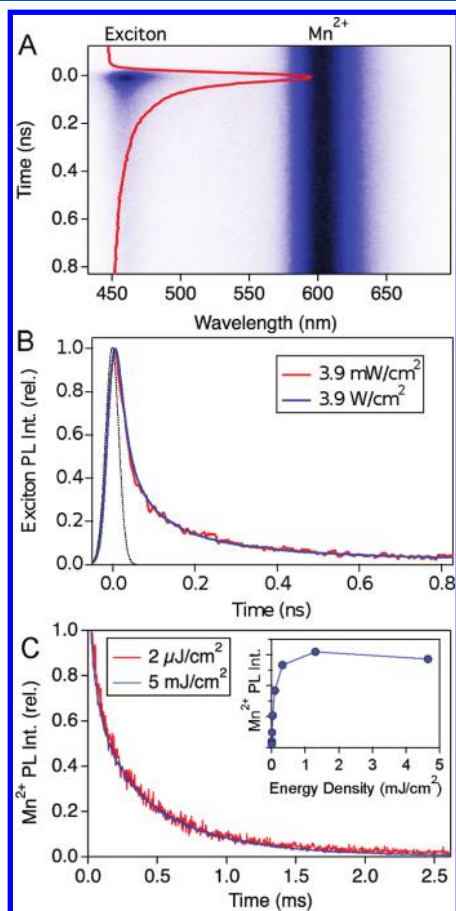 A
Exciton
Mn2+
0.0
0.2
0.4
0.6
0.8
Time (ns)
450
500
550
600
650
Wavelength (nm)
B
1.0
0.8
0.6
0.4
0.2
0.0
Exciton PL Int. (rel.)
3.9 mW/cm2
3.9 W/cm2
0.0
0.2
0.4
0.6
0.8
Time (ns)
C
1.0
0.8
0.6
0.4
0.2
0.0
Mn2+ PL Int. (rel.)
2 μJ/cm2
5 mJ/cm2
Mn2+ PL Int.
0
1
2
3
4
5
Energy Density (mJ/cm2)
0.0
0.5
1.0
1.5
2.0
2.5
Time (ms)